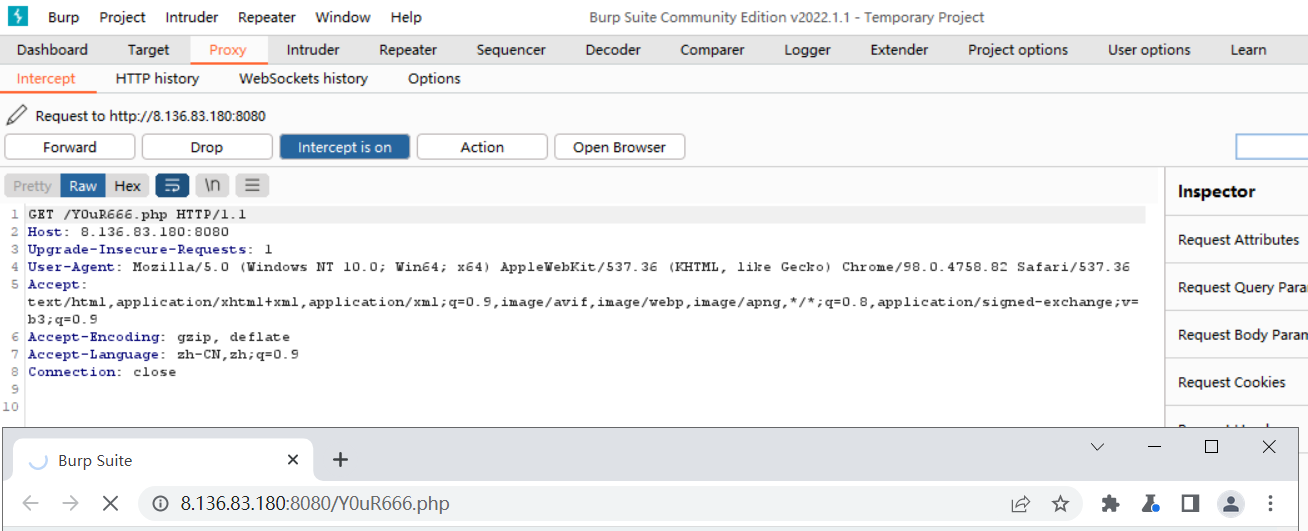 Burp Project Intruder Repeater Window Help Burp Suite Community Edition v2022.1.1 - Temporary Project
Dashboard Target Proxy Intruder Repeater Sequencer Decoder Comparer Logger Extender Project options User options Learn
Intercept HTTP history WebSockets history Options
Request to http://8.136.83.180:8080
Forward Drop Intercept is on Action Open Browser
Pretty Raw Hex \n
Inspector
1 GET /Y0uR666.php HTTP/1.1
2 Host: 8.136.83.180:8080
3 Upgrade-Insecure-Requests: 1
4 User-Agent: Mozilla/5.0 (Windows NT 10.0; Win64; x64) AppleWebKit/537.36 (KHTML, like Gecko) Chrome/98.0.4758.82 Safari/537.36
5 Accept:
text/html,application/xhtml+xml,application/xml;q=0.9,image/avif,image/webp,image/apng,*/*;q=0.8,application/signed-exchange;v=
b3;q=0.9
6 Accept-Encoding: gzip, deflate
7 Accept-Language: zh-CN,zh;q=0.9
8 Connection: close
9
10
Request Attributes
Request Query Para
Request Body Param
Request Cookies
Burp Suite
8.136.83.180:8080/Y0uR666.php